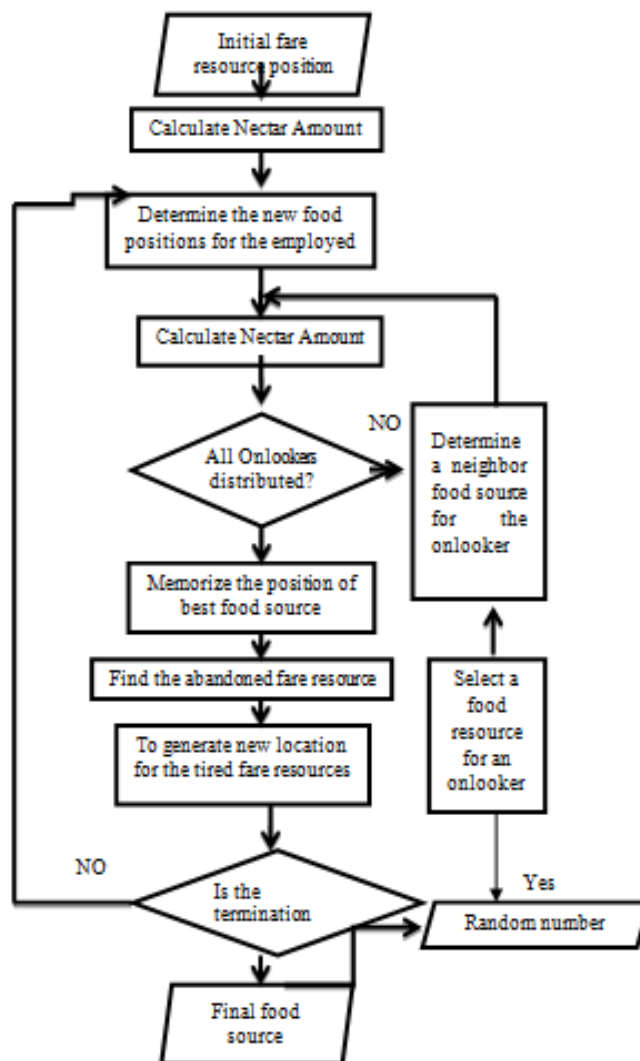 Initial fare
resource position
Calculate Nectar Amount
Determine the new food
positions for the employed
Calculate Nectar Amount
NO
All Onlookers
distributed?
Determine
a neighbor
food source
for the
onlooker
Memorize the position of
best food source
Find the abandoned fare resource
Select a
food
resource
for an
onlooker
To generate new location
for the tired fare resources
NO
Is the
termination
Yes
Random number
Final food
source